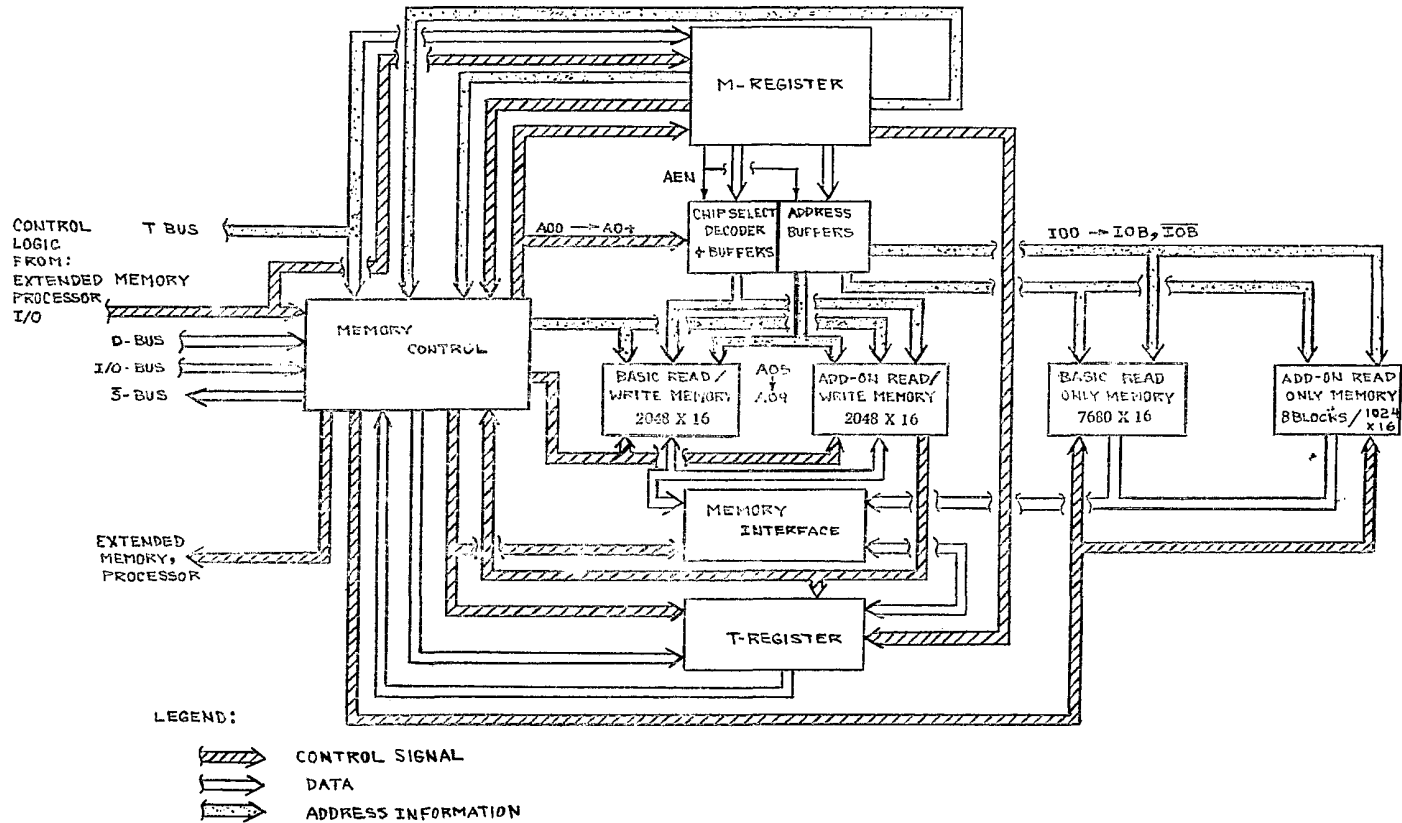 M-REGISTER
AEN
CHIP SELECT
DECODER
+ BUFFERS
ADDRESS
BUFFERS
A00 → A04
CONTROL
LOGIC
FROM:
EXTENDED MEMORY
PROCESSOR
I/O
T BUS
I00 → I0B, I̅0̅B̅
D-BUS
I/O-BUS
S̅-BUS
MEMORY
CONTROL
BASIC READ/
WRITE MEMORY
2048 X 16
A05
↓
A09
ADD-ON READ/
WRITE MEMORY
2048 X 16
BASIC READ
ONLY MEMORY
7680 X 16
ADD-ON READ
ONLY MEMORY
8 BLOCKS / 1024
X 16
MEMORY
INTERFACE
EXTENDED
MEMORY,
PROCESSOR
T-REGISTER
LEGEND:
CONTROL SIGNAL
DATA
ADDRESS INFORMATION